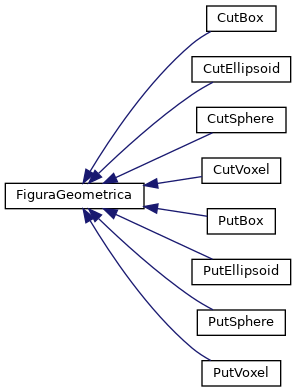 CutBox
CutEllipsoid
CutSphere
CutVoxel
FiguraGeometrica
PutBox
PutEllipsoid
PutSphere
PutVoxel